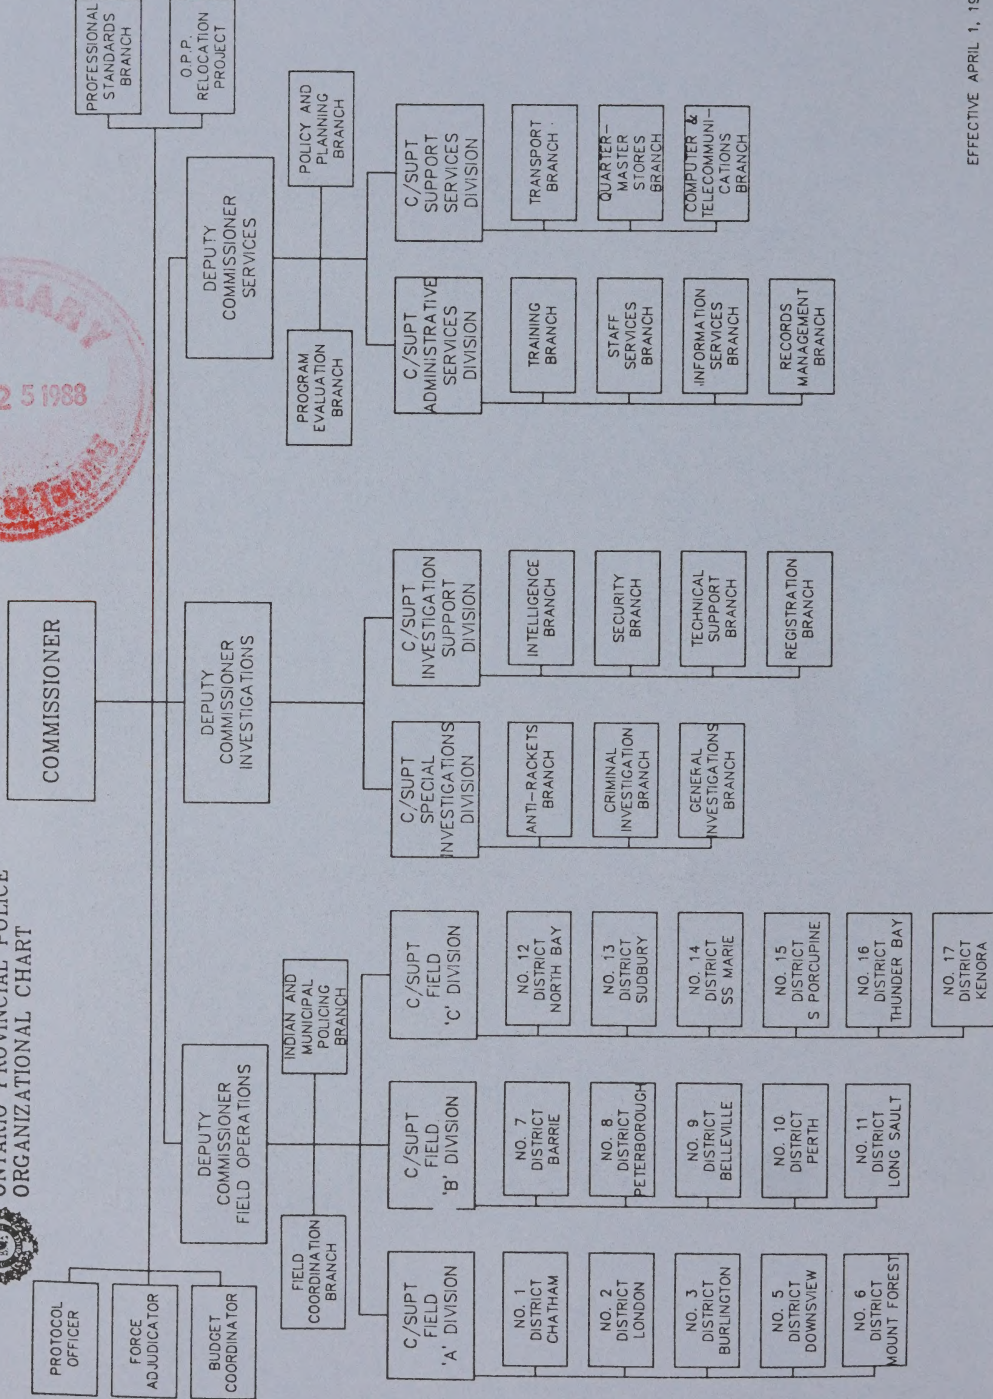 ONTARIO PROVINCIAL POLICE
ORGANIZATIONAL CHART
COMMISSIONER
2 5 1988
PROTOCOL
OFFICER
FORCE
ADJUDICATOR
BUDGET
COORDINATOR
PROFESSIONAL
STANDARDS
BRANCH
O.P.P.
RELOCATION
PROJECT
DEPUTY
COMMISSIONER
FIELD OPERATIONS
DEPUTY
COMMISSIONER
INVESTIGATIONS
DEPUTY
COMMISSIONER
SERVICES
FIELD
COORDINATION
BRANCH
INDIAN AND
MUNICIPAL
POLICING
BRANCH
PROGRAM
EVALUATION
BRANCH
POLICY AND
PLANNING
BRANCH
C/SUPT
FIELD
'A' DIVISION
NO. 1
DISTRICT
CHATHAM
NO. 2
DISTRICT
LONDON
NO. 3
DISTRICT
BURLINGTON
NO. 5
DISTRICT
DOWNSVIEW
NO. 6
DISTRICT
MOUNT FOREST
C/SUPT
FIELD
'B' DIVISION
NO. 7
DISTRICT
BARRIE
NO. 8
DISTRICT
PETERBOROUGH
NO. 9
DISTRICT
BELLEVILLE
NO. 10
DISTRICT
PERTH
NO. 11
DISTRICT
LONG SAULT
C/SUPT
FIELD
'C' DIVISION
NO. 12
DISTRICT
NORTH BAY
NO. 13
DISTRICT
SUDBURY
NO. 14
DISTRICT
SS MARIE
NO. 15
DISTRICT
S PORCUPINE
NO. 16
DISTRICT
THUNDER BAY
NO. 17
DISTRICT
KENORA
C/SUPT
SPECIAL
INVESTIGATIONS
DIVISION
ANTI-RACKETS
BRANCH
CRIMINAL
INVESTIGATION
BRANCH
GENERAL
INVESTIGATIONS
BRANCH
C/SUPT
INVESTIGATION
SUPPORT
DIVISION
INTELLIGENCE
BRANCH
SECURITY
BRANCH
TECHNICAL
SUPPORT
BRANCH
REGISTRATION
BRANCH
C/SUPT
ADMINISTRATIVE
SERVICES
DIVISION
TRAINING
BRANCH
STAFF
SERVICES
BRANCH
INFORMATION
SERVICES
BRANCH
RECORDS
MANAGEMENT
BRANCH
C/SUPT
SUPPORT
SERVICES
DIVISION
TRANSPORT
BRANCH
QUARTER-
MASTER
STORES
BRANCH
COMPUTER &
TELECOMMUNI-
CATIONS
BRANCH
EFFECTIVE APRIL 1, 19